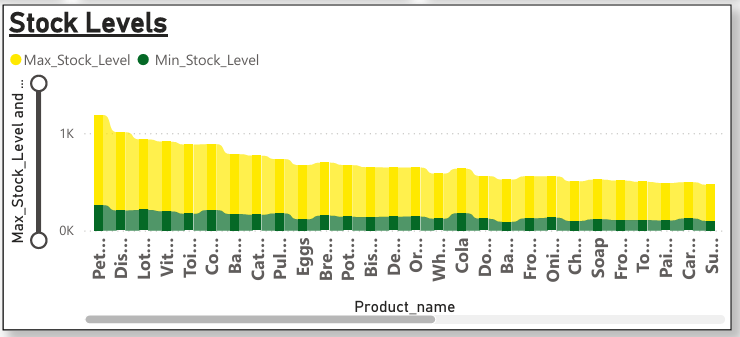 Stock Levels
Max_Stock_Level Min_Stock_Level
Max_Stock_Level and ...
1K
0K
Pet...
Dis...
Lot...
Vit...
Toi...
Co...
Ba...
Cat...
Pul...
Eggs
Bre...
Pot...
Bis...
De...
Or...
Wh...
Cola
Do...
Ba...
Fro...
Oni...
Ch...
Soap
Fro...
To...
Pai...
Car...
Su...
Product_name